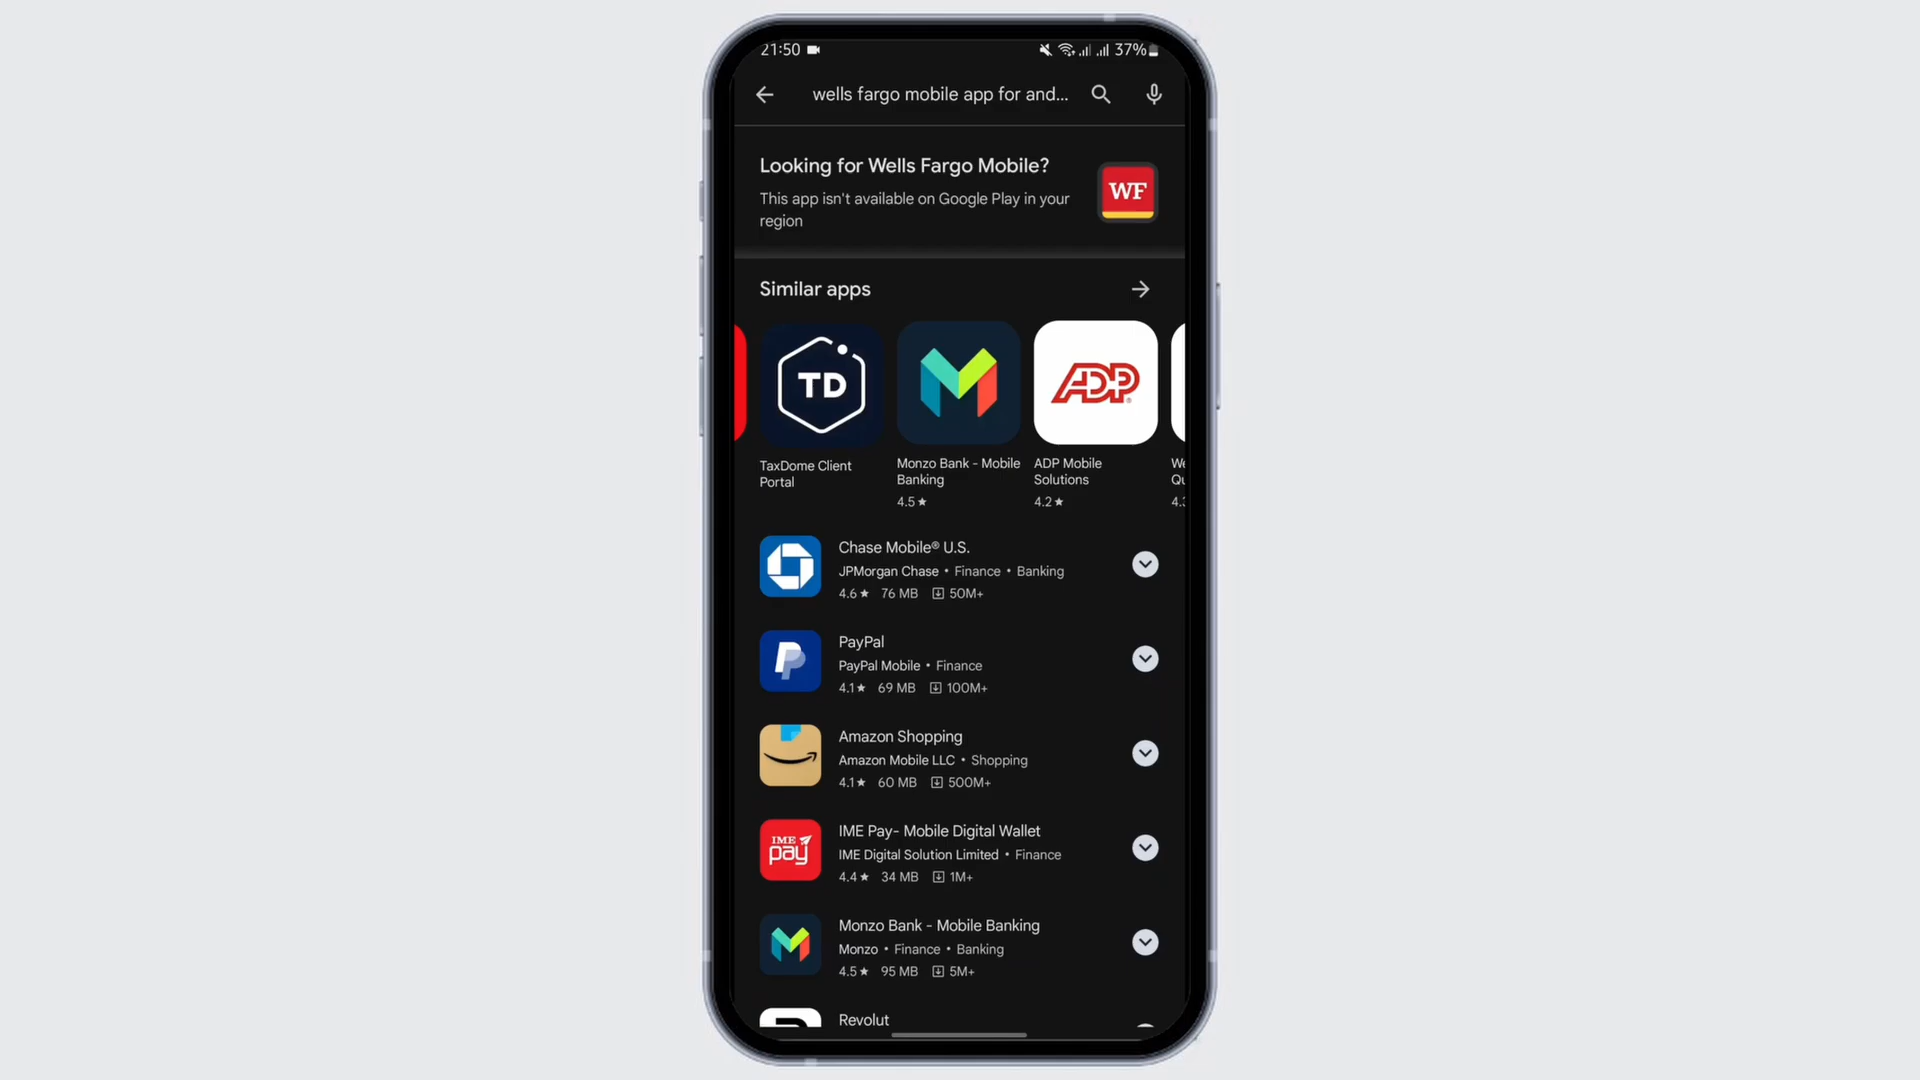 21:50
37%
wells fargo mobile app for and...
Looking for Wells Fargo Mobile?
This app isn't available on Google Play in your
region
WF
Similar apps
TD
ADP
TaxDome Client
Portal
Monzo Bank - Mobile
Banking
4.5★
ADP Mobile
Solutions
4.2★
We
Qu
4.3
Chase Mobile® U.S.
JPMorgan Chase • Finance • Banking
4.6★ 76 MB 50M+
PayPal
PayPal Mobile • Finance
4.1★ 69 MB 100M+
Amazon Shopping
Amazon Mobile LLC • Shopping
4.1★ 60 MB 500M+
IME pay
IME Pay- Mobile Digital Wallet
IME Digital Solution Limited • Finance
4.4★ 34 MB 1M+
Monzo Bank - Mobile Banking
Monzo • Finance • Banking
4.5★ 95 MB 5M+
Revolut